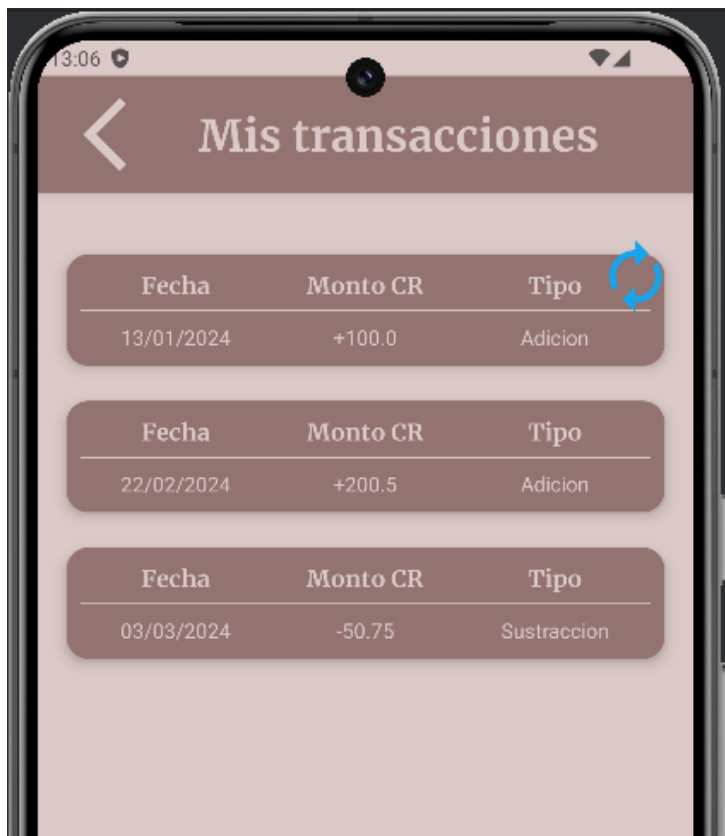 13:06
Mis transacciones
Fecha Monto CR Tipo
13/01/2024 +100.0 Adicion
Fecha Monto CR Tipo
22/02/2024 +200.5 Adicion
Fecha Monto CR Tipo
03/03/2024 -50.75 Sustraccion